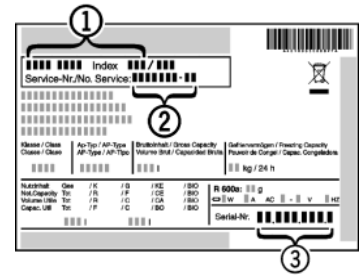 1
Index /
Service-Nr./No. Service: -
2
Klasse / Class
Classe / Clase
Ap-Typ / AP-Type
AP-Type / AP-Tipo
Bruttoinhalt / Gross Capacity
Volume Brut / Capacidad Bruta
Gefriervermögen / Freezing Capacity
Pouvoir de Congel / Capac. Congeladora
kg / 24 h
Nutzinhalt Ges / K / G / KE / BIO
Net.Capacity Tot / R / F / CE / BIO
Volume Utile Tot / R / C / CA / BIO
Capac. Util Tot / F / C / BO / BIO
l l
R 600a: g
W A AC - V HZ
Serial-Nr. . . .
3